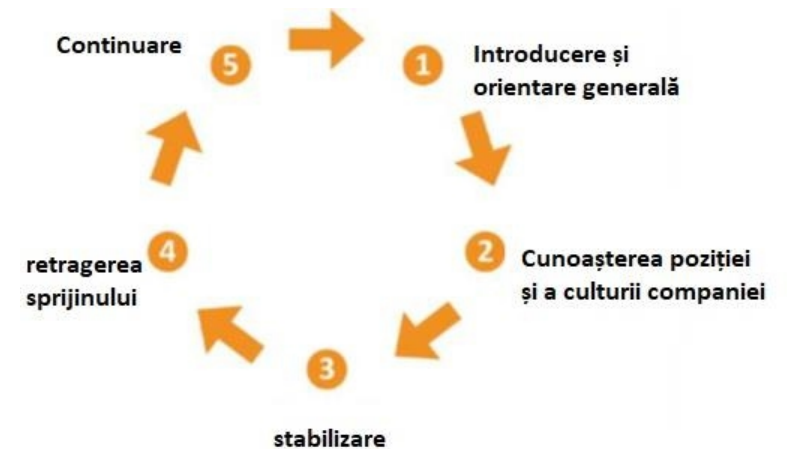 Continuare
5
1
Introducere și
orientare generală
2
Cunoașterea poziției
și a culturii companiei
3
stabilizare
4
retragerea
sprijinului